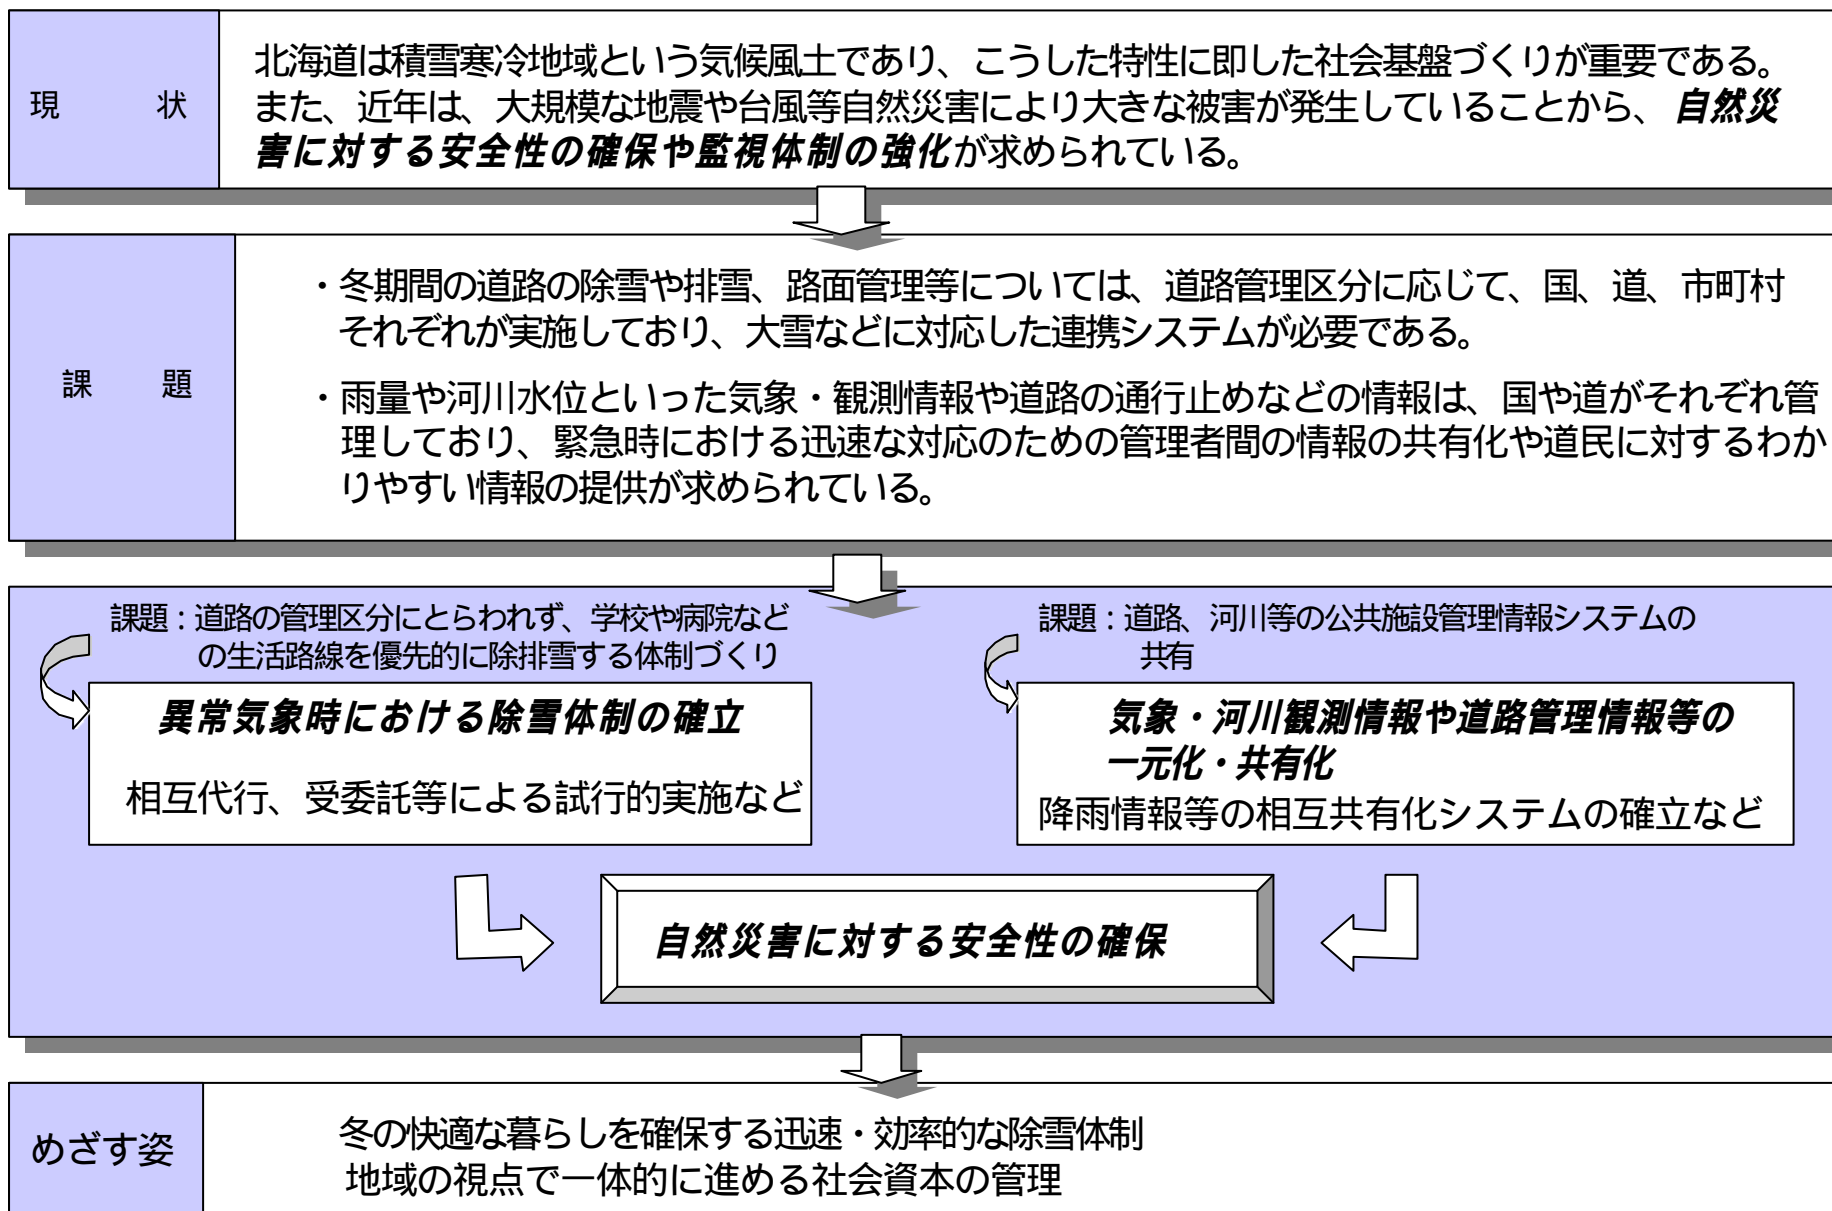 現　　状
北海道は積雪寒冷地域という気候風土であり、こうした特性に即した社会基盤づくりが重要である。
また、近年は、大規模な地震や台風等自然災害により大きな被害が発生していることから、自然災
害に対する安全性の確保や監視体制の強化が求められている。
課　　題
・冬期間の道路の除雪や排雪、路面管理等については、道路管理区分に応じて、国、道、市町村
それぞれが実施しており、大雪などに対応した連携システムが必要である。
・雨量や河川水位といった気象・観測情報や道路の通行止めなどの情報は、国や道がそれぞれ管
理しており、緊急時における迅速な対応のための管理者間の情報の共有化や道民に対するわか
りやすい情報の提供が求められている。
課題：道路の管理区分にとらわれず、学校や病院など
の生活路線を優先的に除排雪する体制づくり
異常気象時における除雪体制の確立
相互代行、受委託等による試行的実施など
課題：道路、河川等の公共施設管理情報システムの
共有
気象・河川観測情報や道路管理情報等の
一元化・共有化
降雨情報等の相互共有化システムの確立など
自然災害に対する安全性の確保
めざす姿
冬の快適な暮らしを確保する迅速・効率的な除雪体制
地域の視点で一体的に進める社会資本の管理